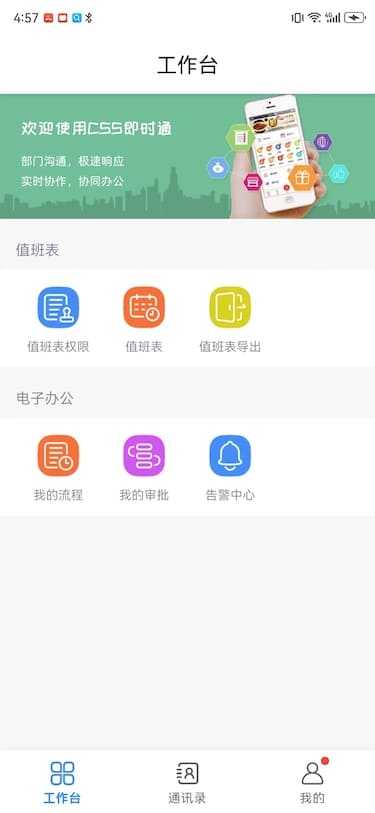 4:57
工作台
欢迎使用CSS即时通
部门沟通，极速响应
实时协作，协同办公
值班表
值班表权限 值班表 值班表导出
电子办公
我的流程 我的审批 告警中心
工作台 通讯录 我的